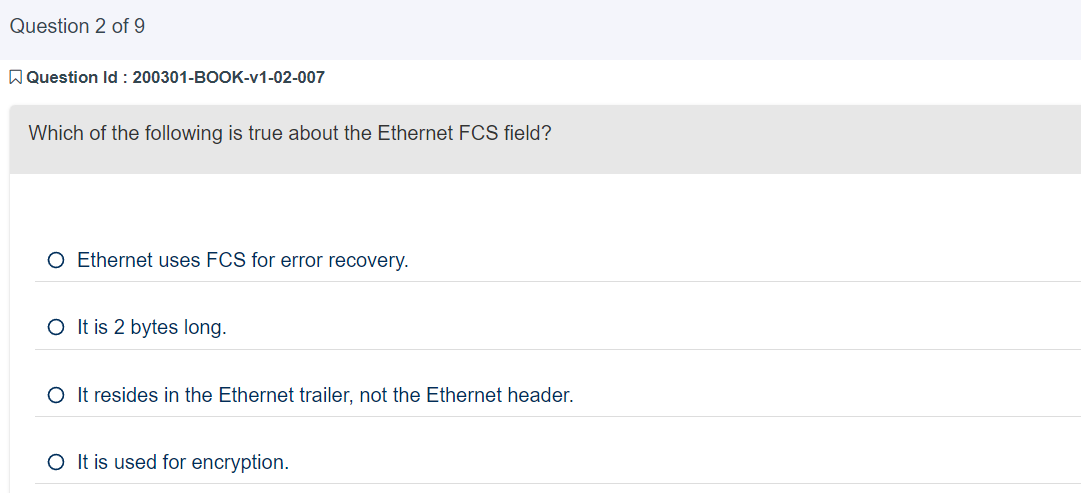 Question 2 of 9
Question Id : 200301-BOOK-v1-02-007
Which of the following is true about the Ethernet FCS field?
Ethernet uses FCS for error recovery.
It is 2 bytes long.
It resides in the Ethernet trailer, not the Ethernet header.
It is used for encryption.